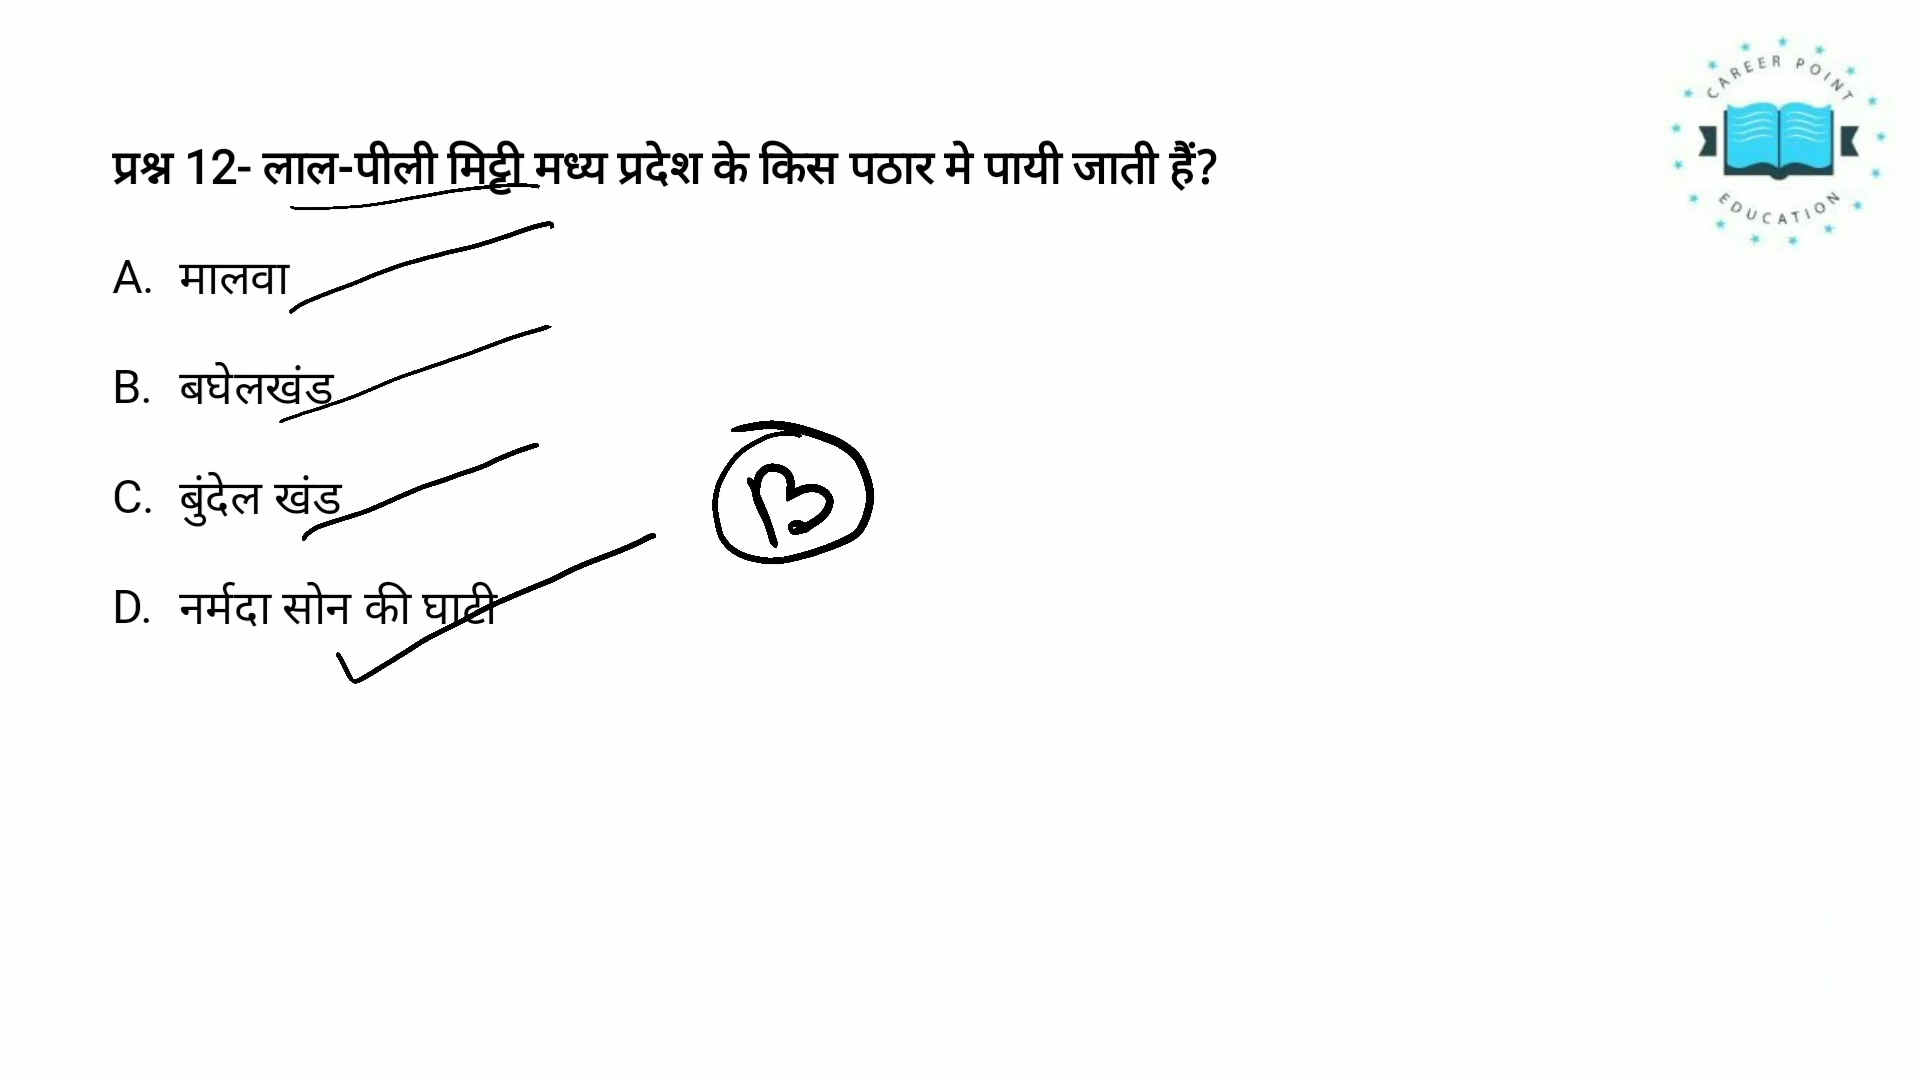 प्रश्न 12- लाल-पीली मिट्टी मध्य प्रदेश के किस पठार मे पायी जाती हैं?
A. मालवा
B. बघेलखंड
C. बुंदेल खंड
D. नर्मदा सोन की घाटी
B
CAREER POINT
EDUCATION